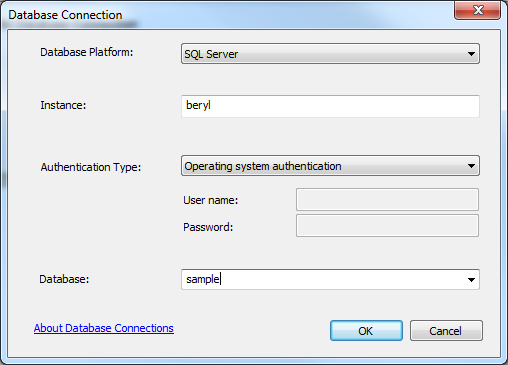 Database Connection
Database Platform: SQL Server
Instance: beryl
Authentication Type: Operating system authentication
User name:
Password:
Database: sample
About Database Connections OK Cancel